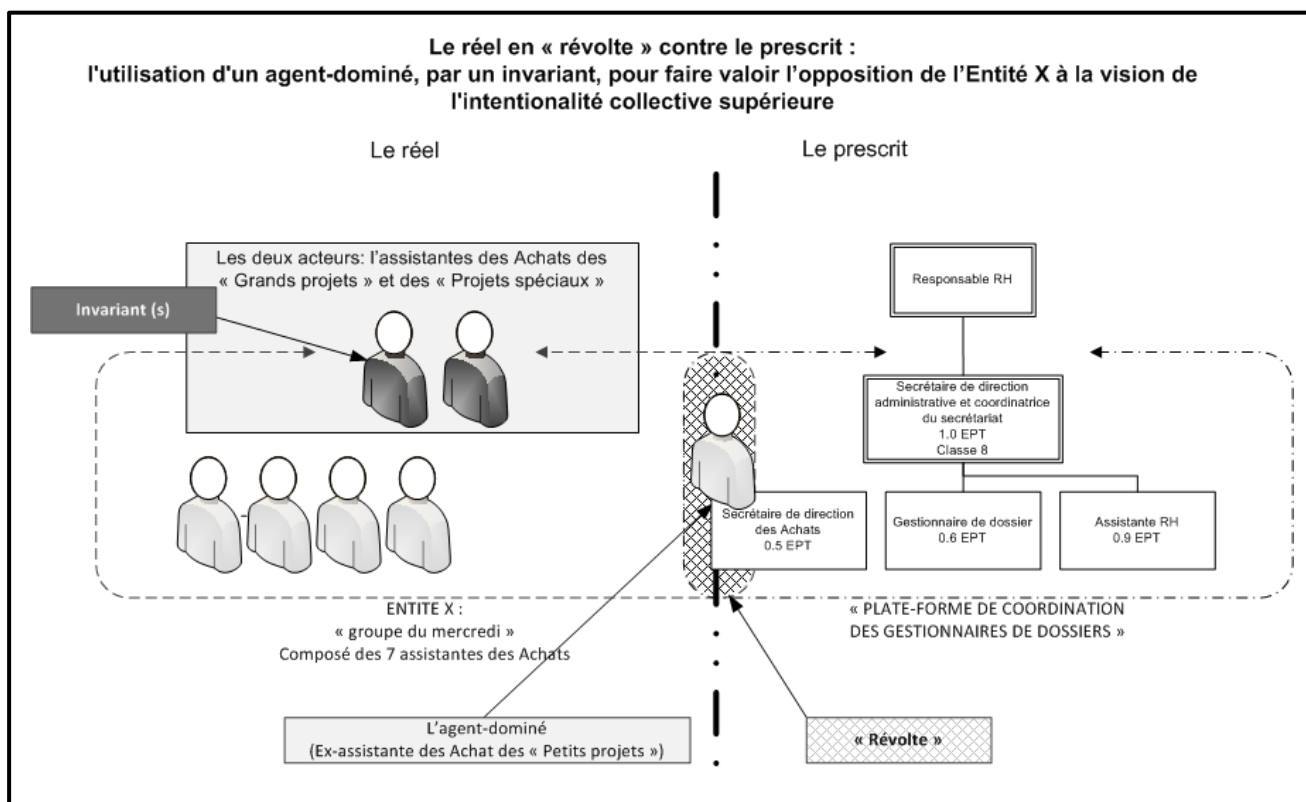 Le réel en « révolte » contre le prescrit :
l'utilisation d'un agent-dominé, par un invariant, pour faire valoir l’opposition de l’Entité X à la vision de
l'intentionalité collective supérieure
Le réel
Le prescrit
Les deux acteurs: l’assistantes des Achats des
« Grands projets » et des « Projets spéciaux »
Invariant (s)
Responsable RH
Secrétaire de direction
administrative et coordinatrice
du secrétariat
1.0 EPT
Classe 8
Secrétaire de direction
des Achats
0.5 EPT
Gestionnaire de dossier
0.6 EPT
Assistante RH
0.9 EPT
ENTITE X :
« groupe du mercredi »
Composé des 7 assistantes des Achats
« PLATE-FORME DE COORDINATION
DES GESTIONNAIRES DE DOSSIERS »
L’agent-dominé
(Ex-assistante des Achat des « Petits projets »)
« Révolte »